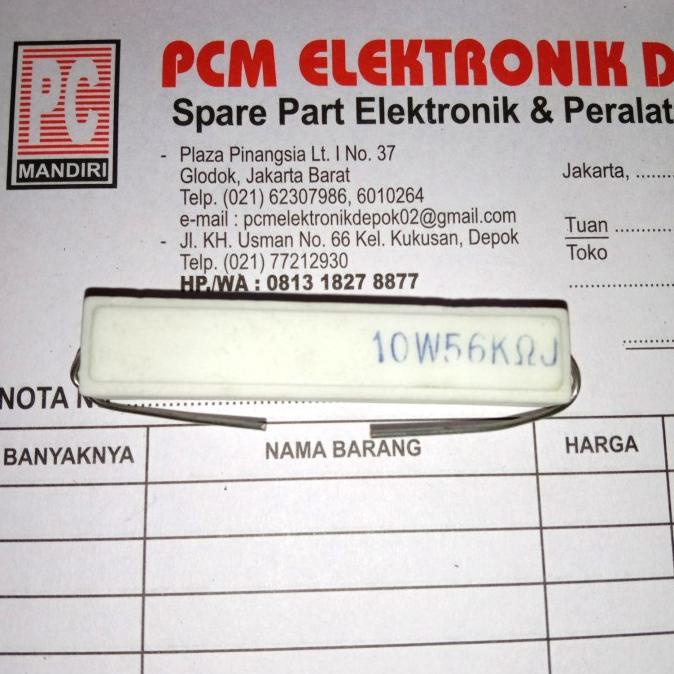 PC
MANDIRI
PCM ELEKTRONIK D
Spare Part Elektronik & Peralat
- Plaza Pinangsia Lt. I No. 37
Glodok, Jakarta Barat
Telp. (021) 62307986, 6010264
e-mail : pcmelektronikdepok02@gmail.com
- Jl. KH. Usman No. 66 Kel. Kukusan, Depok
Telp. (021) 77212930
HP./WA : 0813 1827 8877
Jakarta, ........
Tuan ............
Toko
10W56KΩJ
NOTA N
BANYAKNYA
NAMA BARANG
HARGA